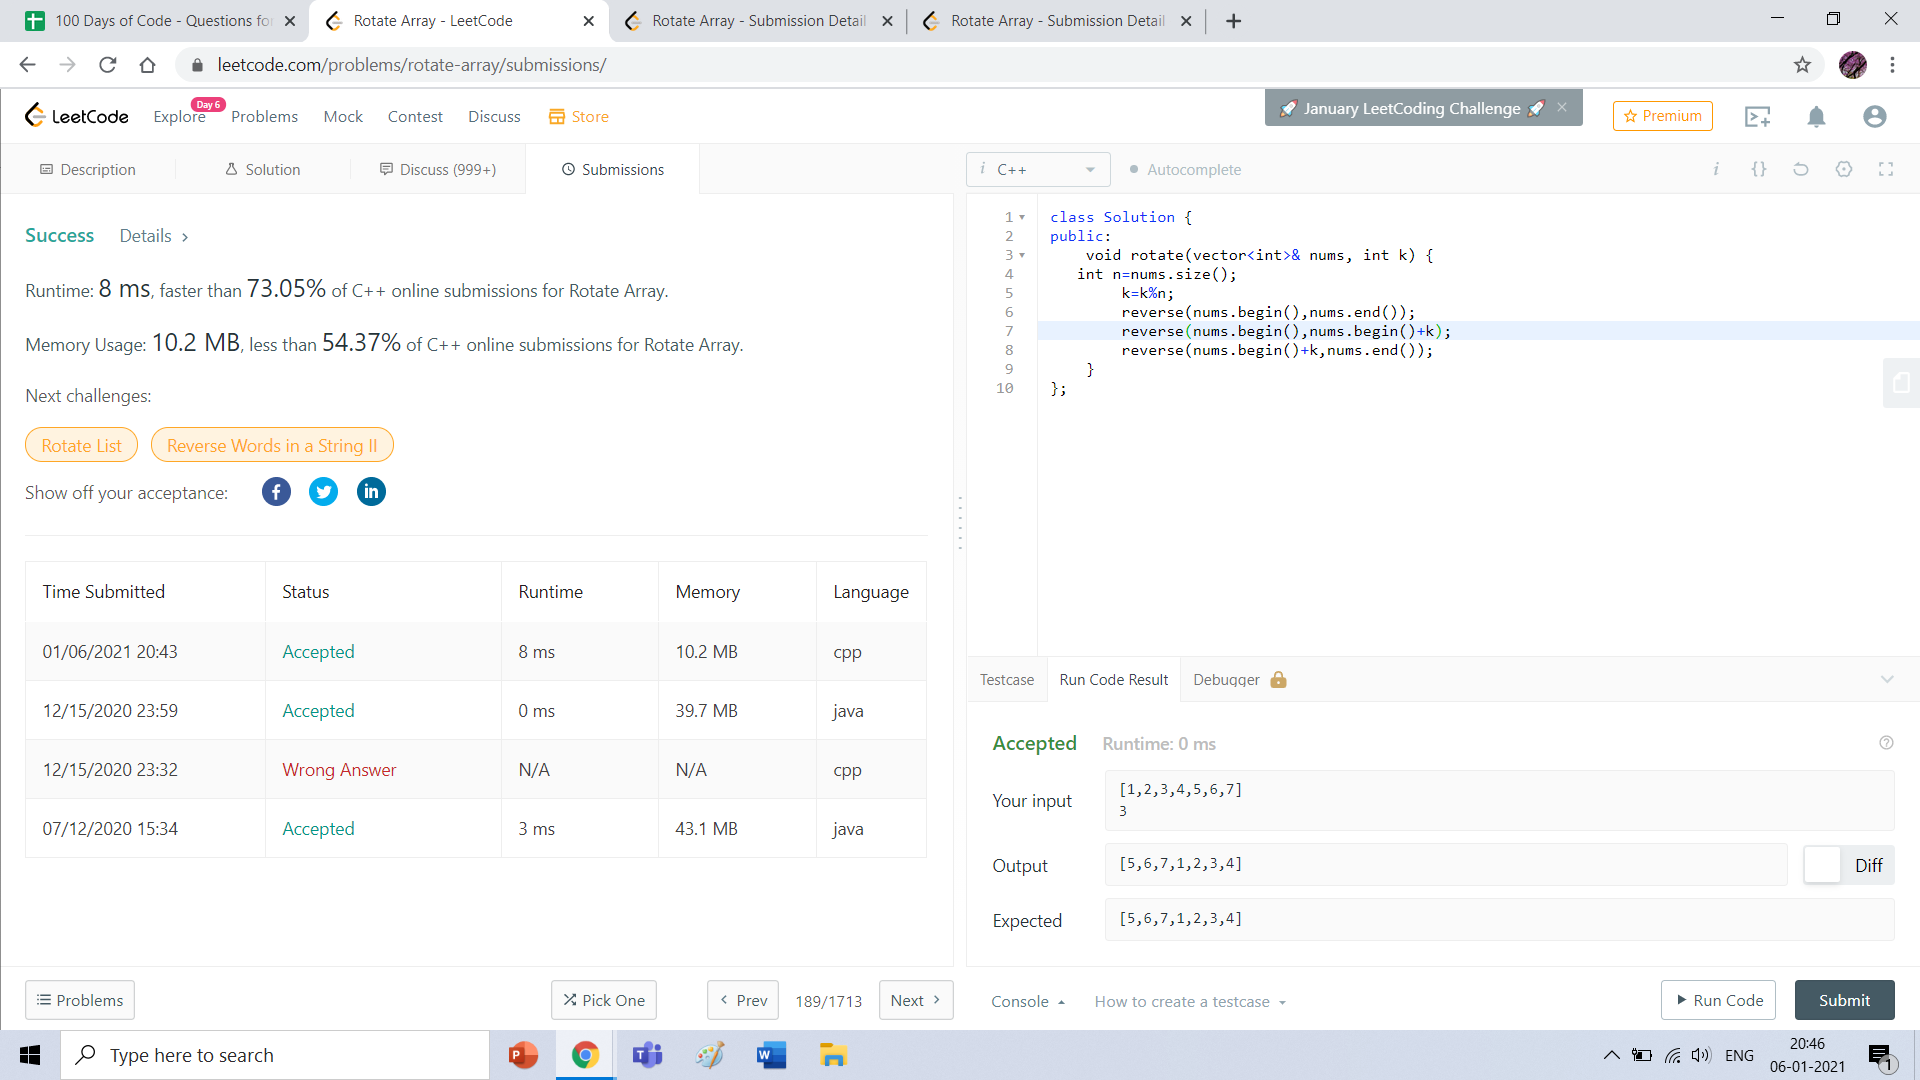 100 Days of Code - Questions for
Rotate Array - LeetCode
Rotate Array - Submission Detail
Rotate Array - Submission Detail
leetcode.com/problems/rotate-array/submissions/
LeetCode
Explore
Day 6
Problems
Mock
Contest
Discuss
Store
January LeetCoding Challenge
Premium
Description
Solution
Discuss (999+)
Submissions
Success
Details >
Runtime: 8 ms, faster than 73.05% of C++ online submissions for Rotate Array.
Memory Usage: 10.2 MB, less than 54.37% of C++ online submissions for Rotate Array.
Next challenges:
Rotate List
Reverse Words in a String II
Show off your acceptance:
Time Submitted Status Runtime Memory Language
01/06/2021 20:43 Accepted 8 ms 10.2 MB cpp
12/15/2020 23:59 Accepted 0 ms 39.7 MB java
12/15/2020 23:32 Wrong Answer N/A N/A cpp
07/12/2020 15:34 Accepted 3 ms 43.1 MB java
Problems
Pick One
< Prev
189/1713
Next >
i C++
Autocomplete
i {}
1 class Solution {
2 public:
3 void rotate(vector<int>& nums, int k) {
4 int n=nums.size();
5 k=k%n;
6 reverse(nums.begin(),nums.end());
7 reverse(nums.begin(),nums.begin()+k);
8 reverse(nums.begin()+k,nums.end());
9 }
10 };
Testcase
Run Code Result
Debugger
Accepted
Runtime: 0 ms
Your input
[1,2,3,4,5,6,7]
3
Output
[5,6,7,1,2,3,4]
Diff
Expected
[5,6,7,1,2,3,4]
Console
How to create a testcase
Run Code
Submit
Type here to search
ENG
20:46
06-01-2021
1